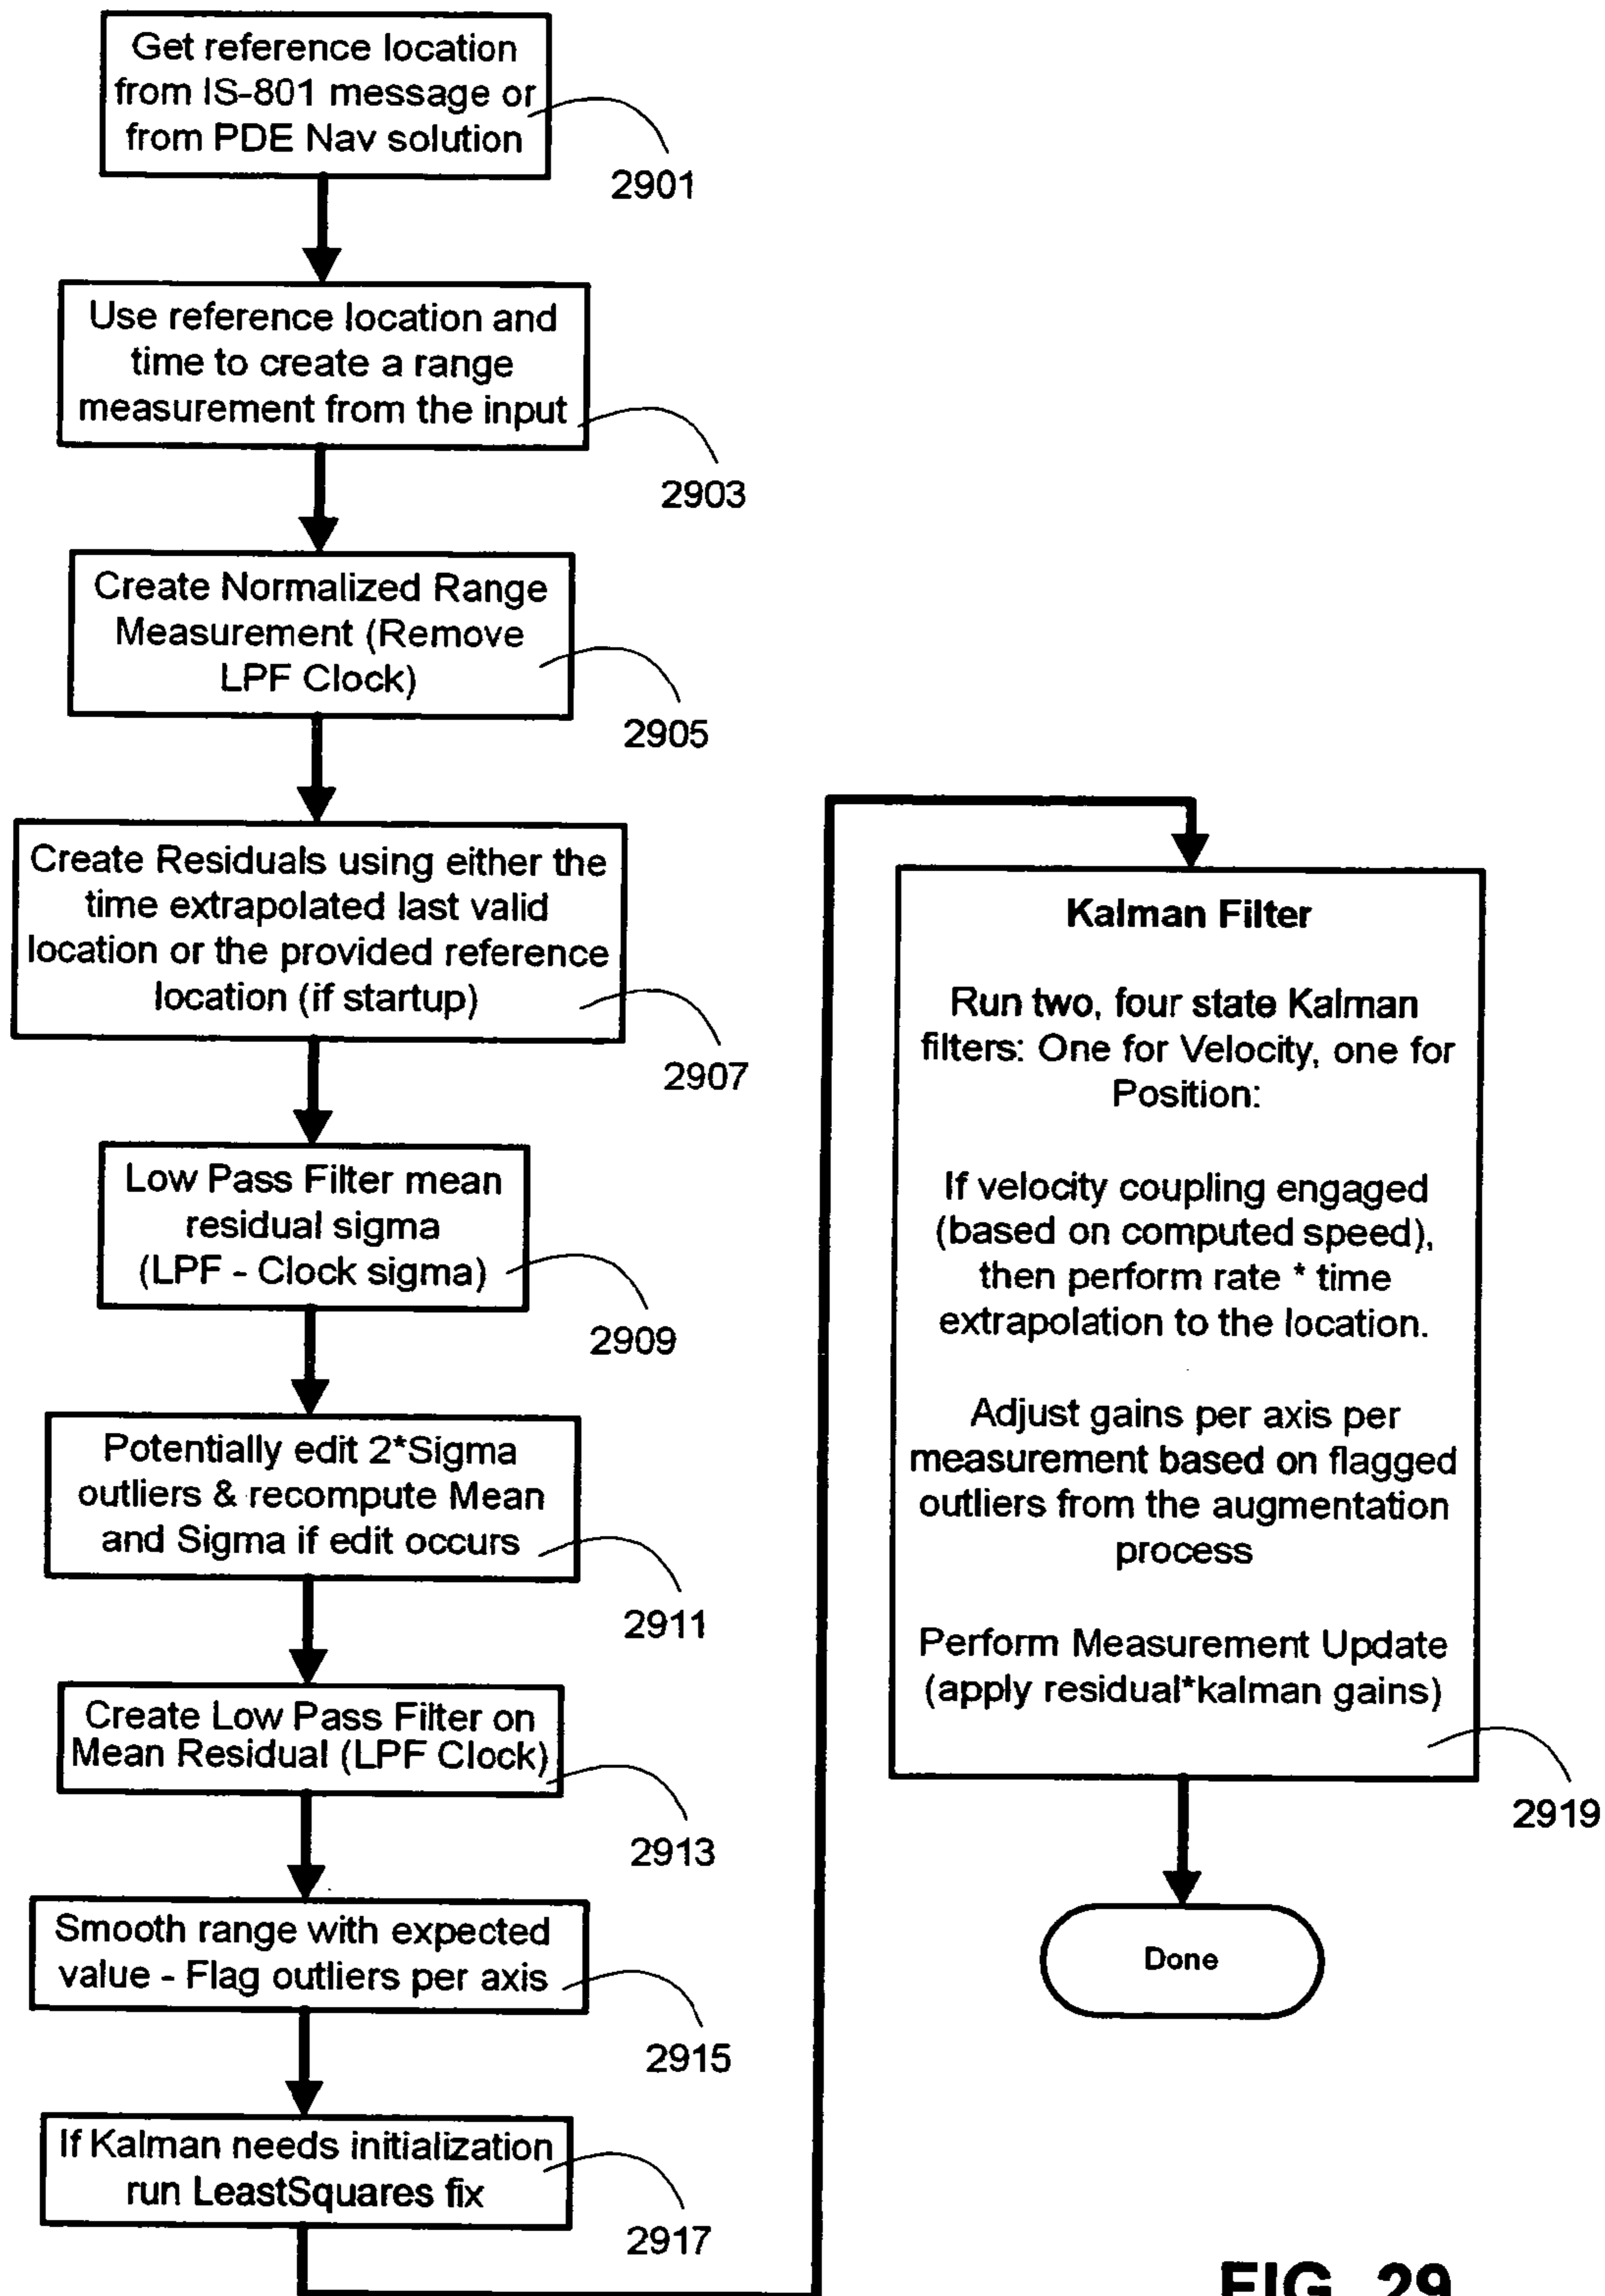 Get reference location
from IS-801 message or
from PDE Nav solution
2901
Use reference location and
time to create a range
measurement from the input
2903
Create Normalized Range
Measurement (Remove
LPF Clock)
2905
Create Residuals using either the
time extrapolated last valid
location or the provided reference
location (if startup)
2907
Low Pass Filter mean
residual sigma
(LPF - Clock sigma)
2909
Potentially edit 2*Sigma
outliers & recompute Mean
and Sigma if edit occurs
2911
Create Low Pass Filter on
Mean Residual (LPF Clock)
2913
Smooth range with expected
value - Flag outliers per axis
2915
If Kalman needs initialization
run LeastSquares fix
2917
Kalman Filter
Run two, four state Kalman
filters: One for Velocity, one for
Position:
If velocity coupling engaged
(based on computed speed),
then perform rate * time
extrapolation to the location.
Adjust gains per axis per
measurement based on flagged
outliers from the augmentation
process
Perform Measurement Update
(apply residual*kalman gains)
2919
Done
FIG. 29